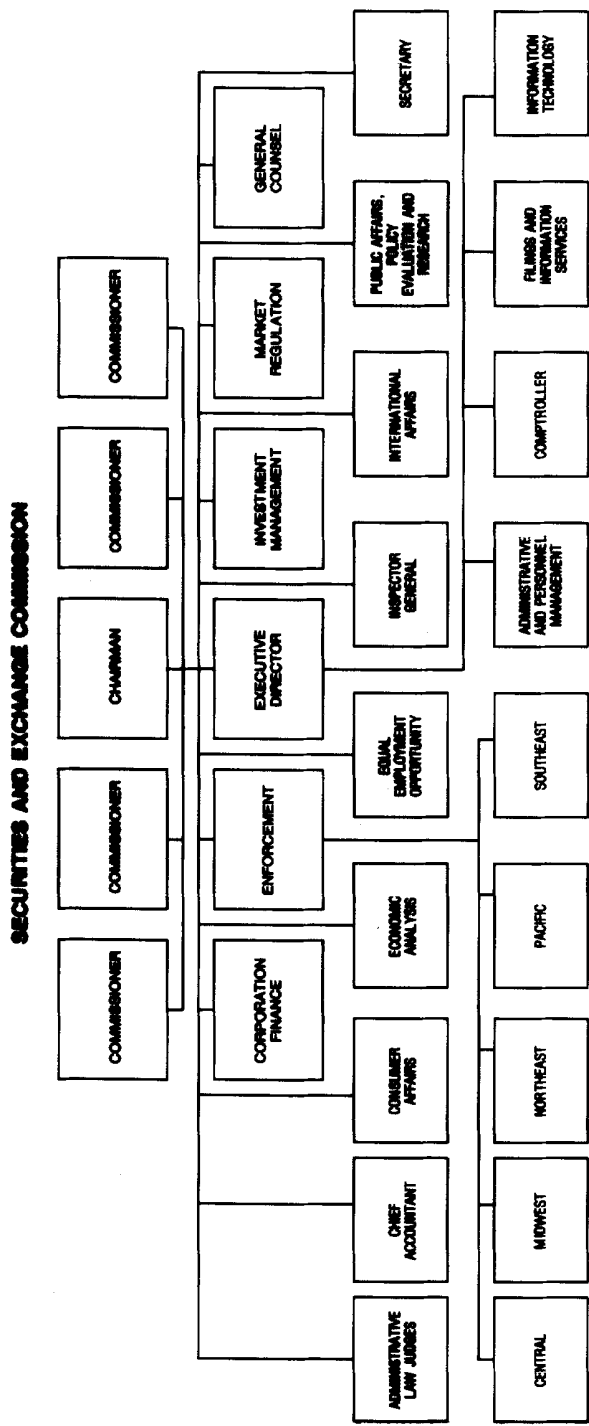 SECURITIES AND EXCHANGE COMMISSION
COMMISSIONER
COMMISSIONER
CHAIRMAN
COMMISSIONER
COMMISSIONER
CORPORATION
FINANCE
ENFORCEMENT
EXECUTIVE
DIRECTOR
INVESTMENT
MANAGEMENT
MARKET
REGULATION
GENERAL
COUNSEL
ADMINISTRATIVE
LAW JUDGES
CHIEF
ACCOUNTANT
CONSUMER
AFFAIRS
ECONOMIC
ANALYSIS
EQUAL
EMPLOYMENT
OPPORTUNITY
INSPECTOR
GENERAL
INTERNATIONAL
AFFAIRS
PUBLIC AFFAIRS,
POLICY
EVALUATION AND
RESEARCH
SECRETARY
CENTRAL
MIDWEST
NORTHEAST
PACIFIC
SOUTHEAST
ADMINISTRATIVE
AND PERSONNEL
MANAGEMENT
COMPTROLLER
FILINGS AND
INFORMATION
SERVICES
INFORMATION
TECHNOLOGY